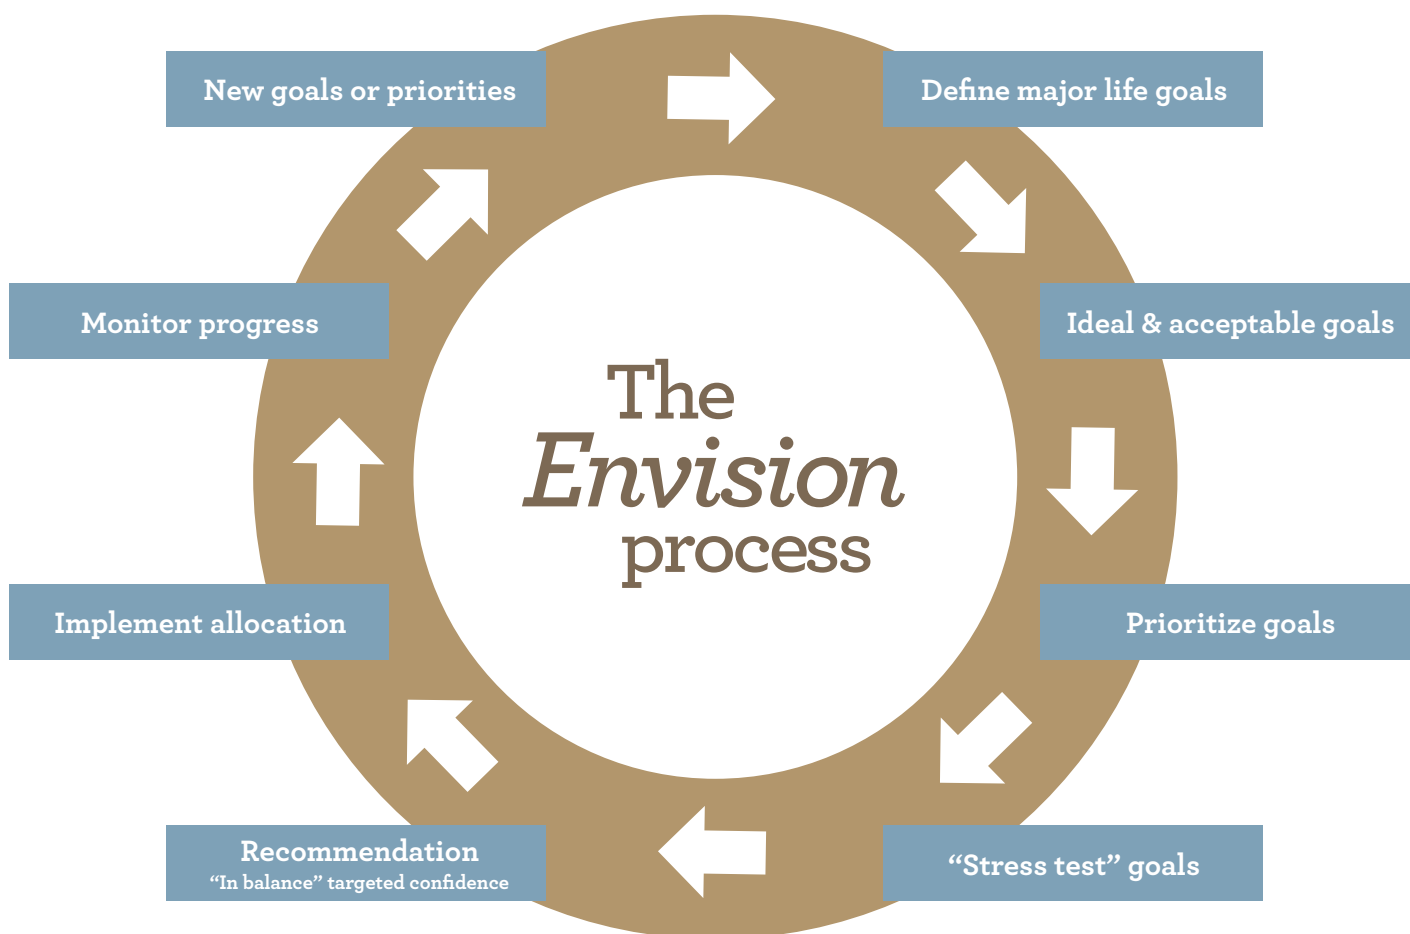 New goals or priorities
Define major life goals
Monitor progress
Ideal & acceptable goals
The
Envision
process
Implement allocation
Prioritize goals
Recommendation
“In balance” targeted confidence
“Stress test” goals